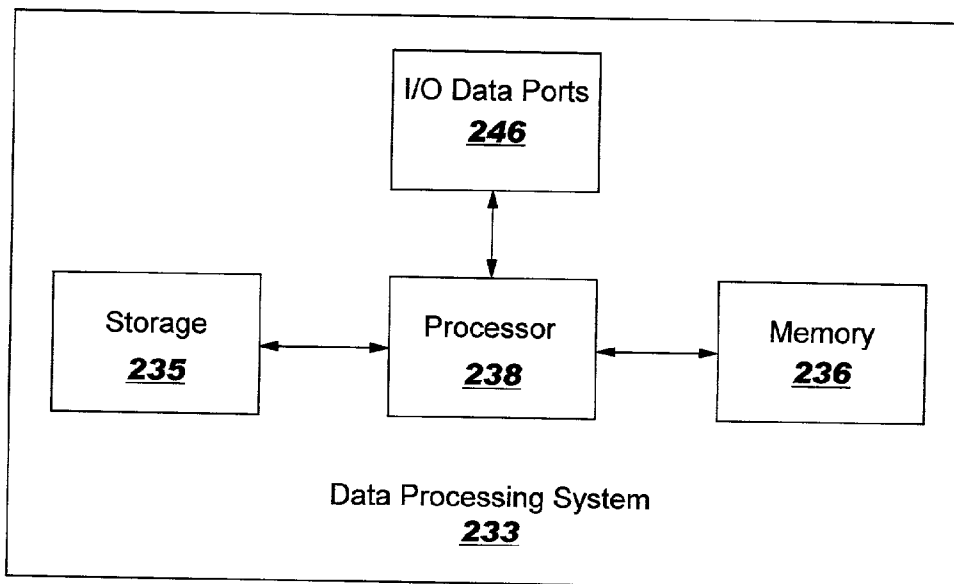 I/O Data Ports
246
Storage
235
Processor
238
Memory
236
Data Processing System
233